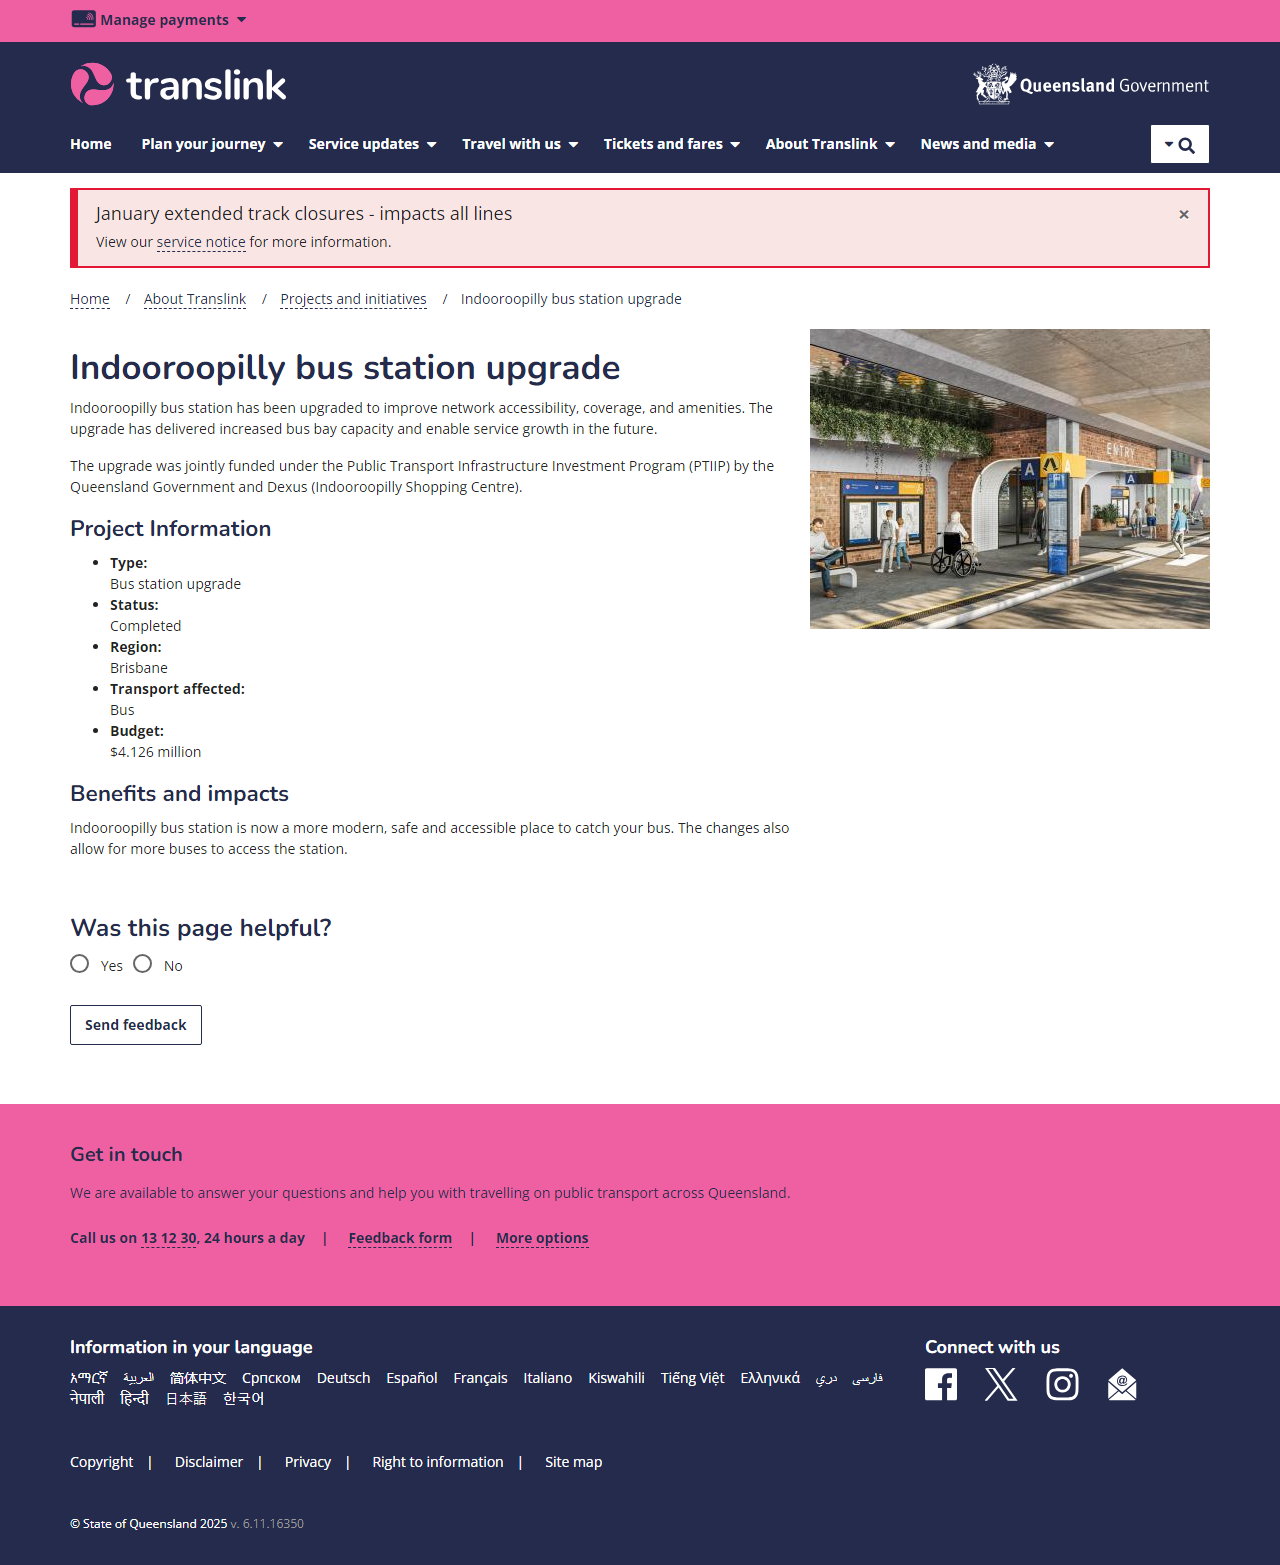 Manage payments
translink
Queensland Government
Home Plan your journey Service updates Travel with us Tickets and fares About Translink News and media
January extended track closures - impacts all lines
×
View our service notice for more information.
Home / About Translink / Projects and initiatives / Indooroopilly bus station upgrade
Indooroopilly bus station upgrade
Indooroopilly bus station has been upgraded to improve network accessibility, coverage, and amenities. The
upgrade has delivered increased bus bay capacity and enable service growth in the future.
The upgrade was jointly funded under the Public Transport Infrastructure Investment Program (PTIIP) by the
Queensland Government and Dexus (Indooroopilly Shopping Centre).
ENTRY
A
A
A
Project Information
Type:
Bus station upgrade
Status:
Completed
Region:
Brisbane
Transport affected:
Bus
Budget:
$4.126 million
Benefits and impacts
Indooroopilly bus station is now a more modern, safe and accessible place to catch your bus. The changes also
allow for more buses to access the station.
Was this page helpful?
Yes No
Send feedback
Get in touch
We are available to answer your questions and help you with travelling on public transport across Queensland.
Call us on 13 12 30, 24 hours a day | Feedback form | More options
Information in your language
አማርኛ العربية 简体中文 Српском Deutsch Español Français Italiano Kiswahili Tiếng Việt Ελληνικά دري فارسی
नेपाली हिन्दी 日本語 한국어
Connect with us
Copyright | Disclaimer | Privacy | Right to information | Site map
© State of Queensland 2025 v. 6.11.16350